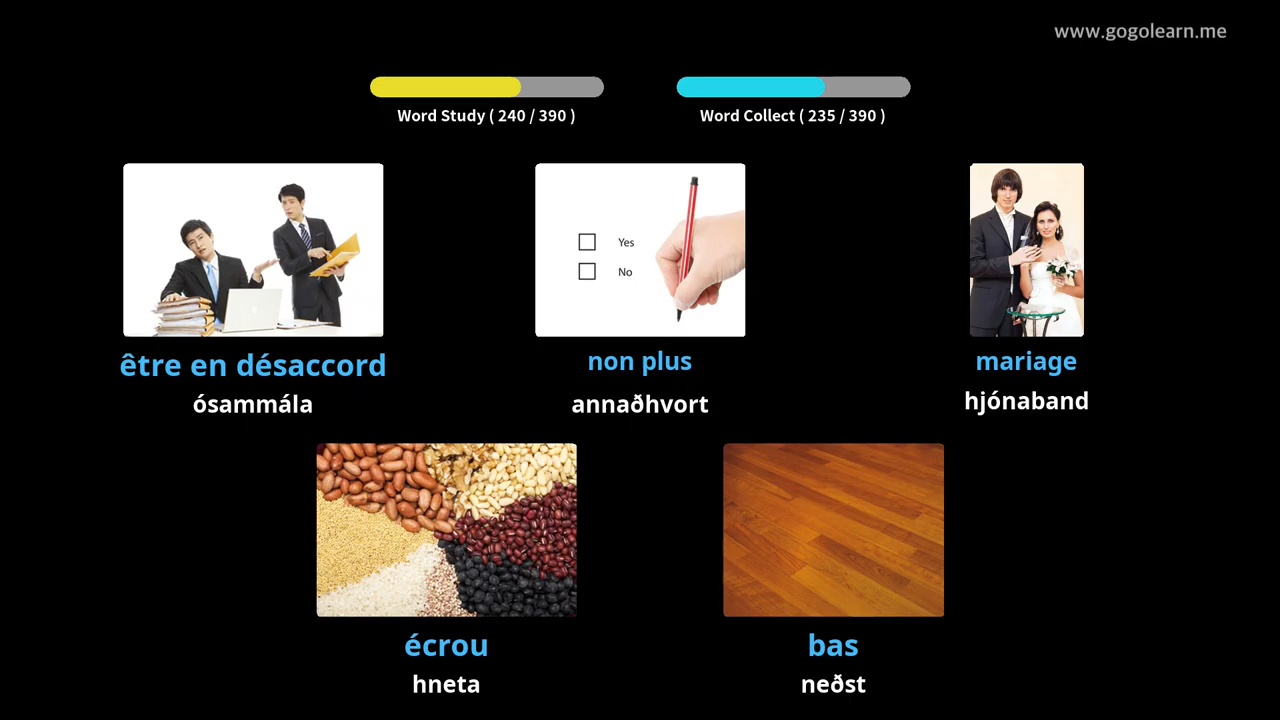 www.gogolearn.me
Word Study ( 240 / 390 )
Word Collect ( 235 / 390 )
Yes
No
être en désaccord
ósammála
non plus
annaðhvort
mariage
hjónaband
écrou
hneta
bas
neðst